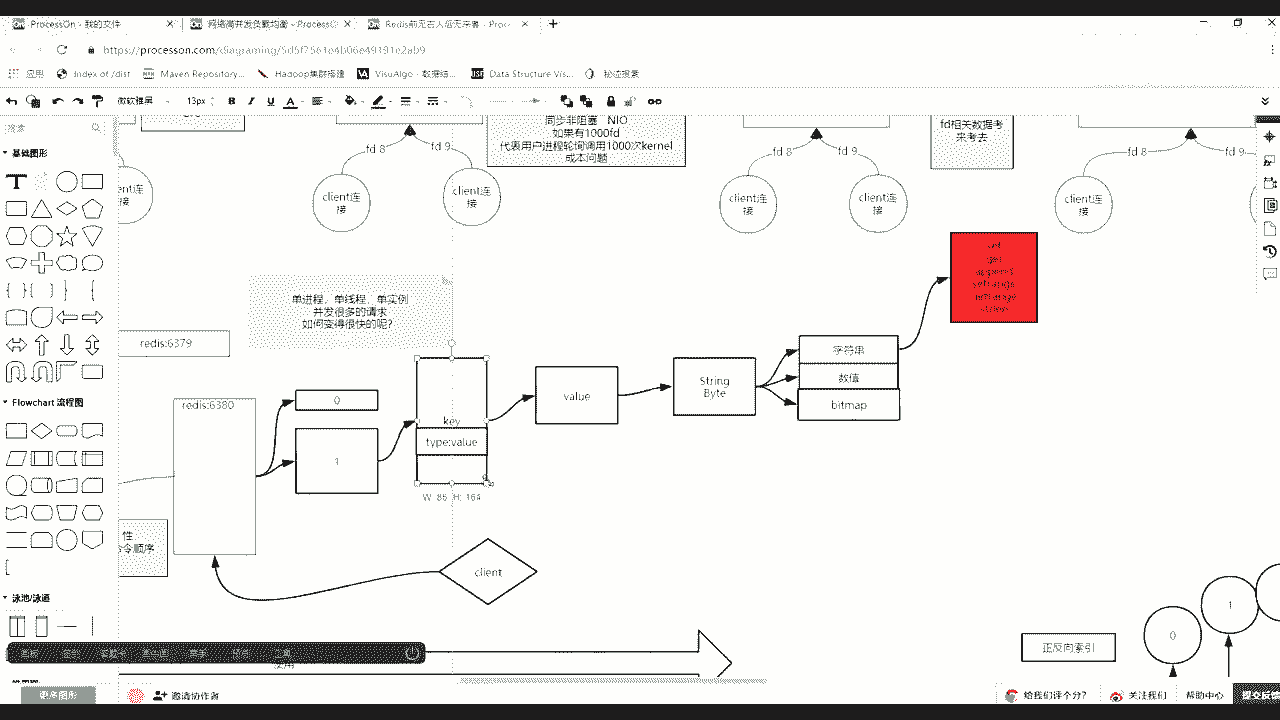 ProcessOn - 我的文件
网络高并发负载均衡 - ProcessO
Redis前无古人后无来者 - Proc
https://processon.com/diagraming/
应用
Index of /dist
Maven Repository...
Hadoop集群搭建
VisuAlgo - 数据结...
Data Structure Vis...
秘迹搜索
微软雅黑
13px
B
I
U
A
搜索
基础图形
T
Flowchart 流程图
泳池/泳道
更多图形
邀请协作者
给我们评个分?
关注我们
帮助中心
提交反馈
同步非阻塞 NIO
如果有1000fd
代表用户进程轮询调用1000次kernel
成本问题
fd相关数据考
来考去
fd 8
fd 9
fd 8
fd 9
fd 8
fd 9
ent连
接
client连
接
client连
接
client连
接
client连
接
client连
接
单进程，单线程，单实例
并发很多的请求
如何变得很快的呢?
redis:6379
redis:6380
0
1
key
type:value
W: 86 H: 164
value
String
Byte
字符串
数值
bitmap
get
strlen
性
命令顺序
client
使用
正反向索引
0
1